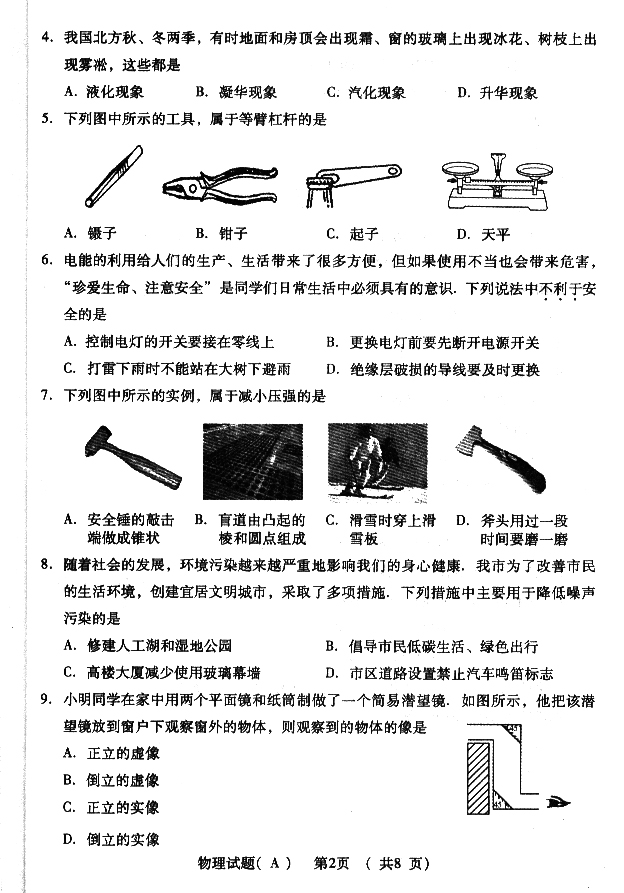 4. 我国北方秋、冬两季，有时地面和房顶会出现霜、窗的玻璃上出现冰花、树枝上出
现雾凇，这些都是
A. 液化现象 B. 凝华现象 C. 汽化现象 D. 升华现象
5. 下列图中所示的工具，属于等臂杠杆的是
A. 镊子 B. 钳子 C. 起子 D. 天平
6. 电能的利用给人们的生产、生活带来了很多方便，但如果使用不当也会带来危害，
“珍爱生命、注意安全”是同学们日常生活中必须具有的意识. 下列说法中不利于安
全的是
A. 控制电灯的开关要接在零线上 B. 更换电灯前要先断开电源开关
C. 打雷下雨时不能站在大树下避雨 D. 绝缘层破损的导线要及时更换
7. 下列图中所示的实例，属于减小压强的是
A. 安全锤的敲击 B. 盲道由凸起的 C. 滑雪时穿上滑 D. 斧头用过一段
端做成锥状 棱和圆点组成 雪板 时间要磨一磨
8. 随着社会的发展，环境污染越来越严重地影响我们的身心健康. 我市为了改善市民
的生活环境，创建宜居文明城市，采取了多项措施. 下列措施中主要用于降低噪声
污染的是
A. 修建人工湖和湿地公园 B. 倡导市民低碳生活、绿色出行
C. 高楼大厦减少使用玻璃幕墙 D. 市区道路设置禁止汽车鸣笛标志
9. 小明同学在家中用两个平面镜和纸筒制做了一个简易潜望镜. 如图所示，他把该潜
望镜放到窗户下观察窗外的物体，则观察到的物体的像是
45
A. 正立的虚像
B. 倒立的虚像
C. 正立的实像
45
D. 倒立的实像
物理试题( A ) 第2页 ( 共8 页)